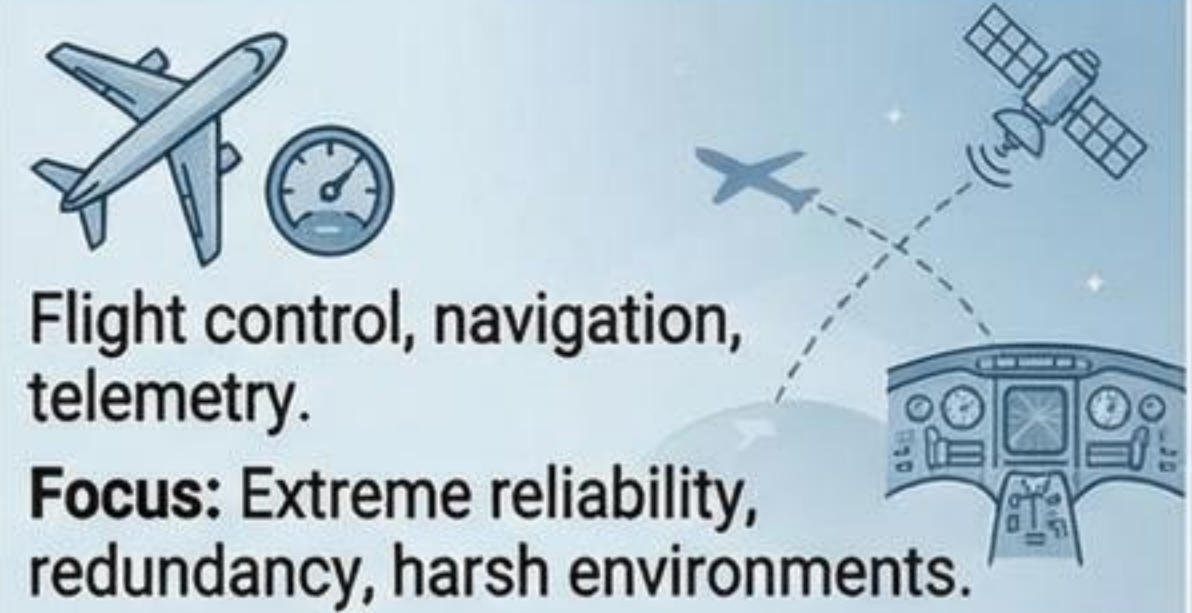 Flight control, navigation,
telemetry.
Focus: Extreme reliability,
redundancy, harsh environments.